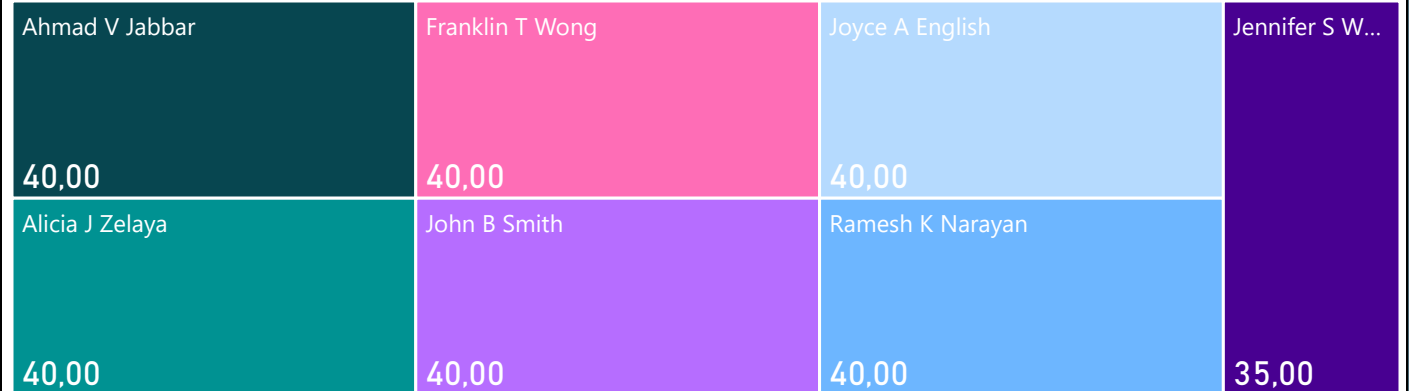 Ahmad V Jabbar
40,00
Franklin T Wong
40,00
Joyce A English
40,00
Jennifer S W...
35,00
Alicia J Zelaya
40,00
John B Smith
40,00
Ramesh K Narayan
40,00